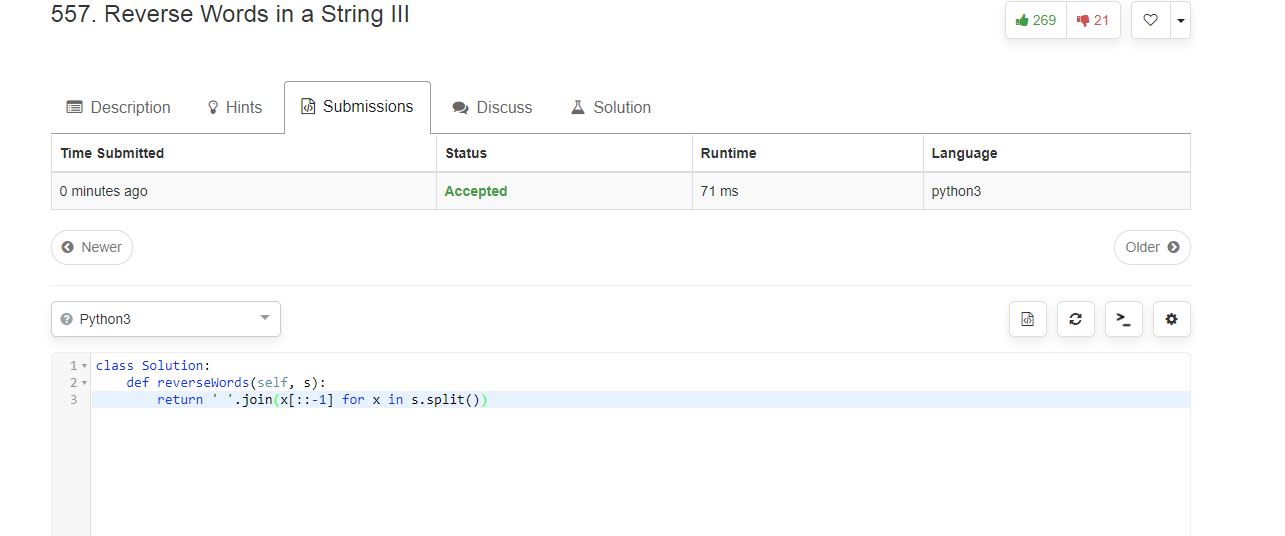 557. Reverse Words in a String III
269 21
Description Hints Submissions Discuss Solution
Time Submitted Status Runtime Language
0 minutes ago Accepted 71 ms python3
Newer Older
Python3
1 class Solution:
2 def reverseWords(self, s):
3 return ' '.join(x[::-1] for x in s.split())